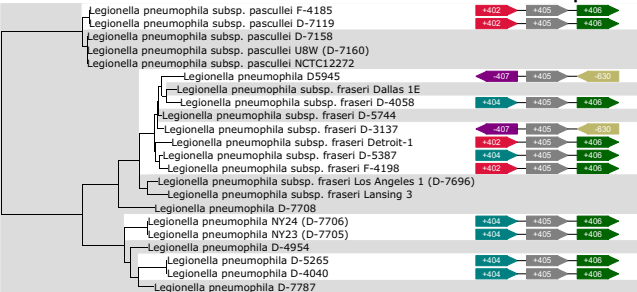 Legionella pneumophila subsp. pascullei F-4185 +402 +405 +406
Legionella pneumophila subsp. pascullei D-7119 +402 +405 +406
Legionella pneumophila subsp. pascullei D-7158
Legionella pneumophila subsp. pascullei U8W (D-7160)
Legionella pneumophila subsp. pascullei NCTC12272
Legionella pneumophila D5945 -407 +405 -630
Legionella pneumophila subsp. fraseri Dallas 1E
Legionella pneumophila subsp. fraseri D-4058 +404 +405 +406
Legionella pneumophila subsp. fraseri D-5744
Legionella pneumophila subsp. fraseri D-3137 -407 +405 -630
Legionella pneumophila subsp. fraseri Detroit-1 +402 +405 +406
Legionella pneumophila subsp. fraseri D-5387 +404 +405 +406
Legionella pneumophila subsp. fraseri F-4198 +402 +405 +406
Legionella pneumophila subsp. fraseri Los Angeles 1 (D-7696)
Legionella pneumophila subsp. fraseri Lansing 3
Legionella pneumophila D-7708
Legionella pneumophila NY24 (D-7706) +404 +405 +406
Legionella pneumophila NY23 (D-7705) +404 +405 +406
Legionella pneumophila D-4954
Legionella pneumophila D-5265 +404 +405 +406
Legionella pneumophila D-4040 +404 +405 +406
Legionella pneumophila D-7787